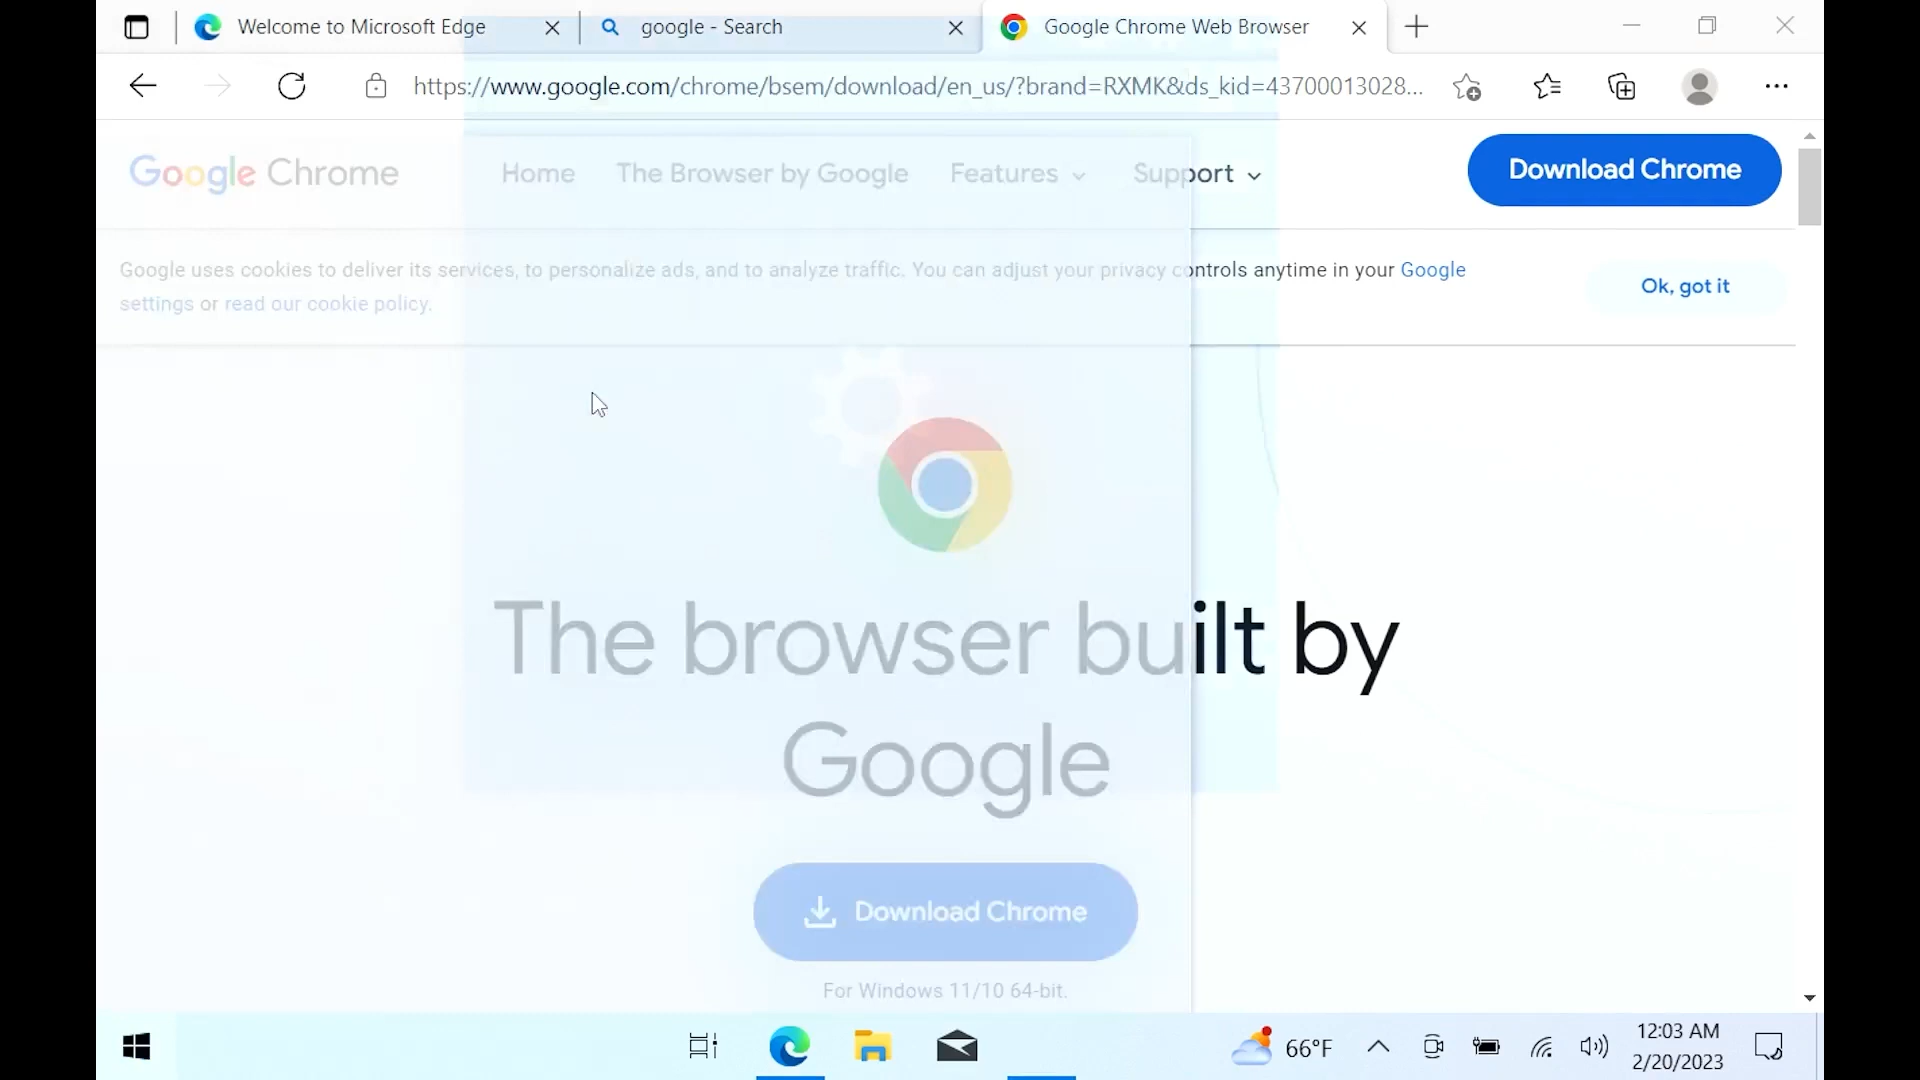 Welcome to Microsoft Edge
google - Search
Google Chrome Web Browser
https://www.google.com/chrome/bsem/download/en_us/?brand=RXMK&ds_kid=43700013028...
Google Chrome
Home
The Browser by Google
Features
Support
Download Chrome
Google uses cookies to deliver its services, to personalize ads, and to analyze traffic. You can adjust your privacy controls anytime in your Google
settings or read our cookie policy.
Ok, got it
The browser built by
Google
Download Chrome
For Windows 11/10 64-bit.
66°F
12:03 AM
2/20/2023